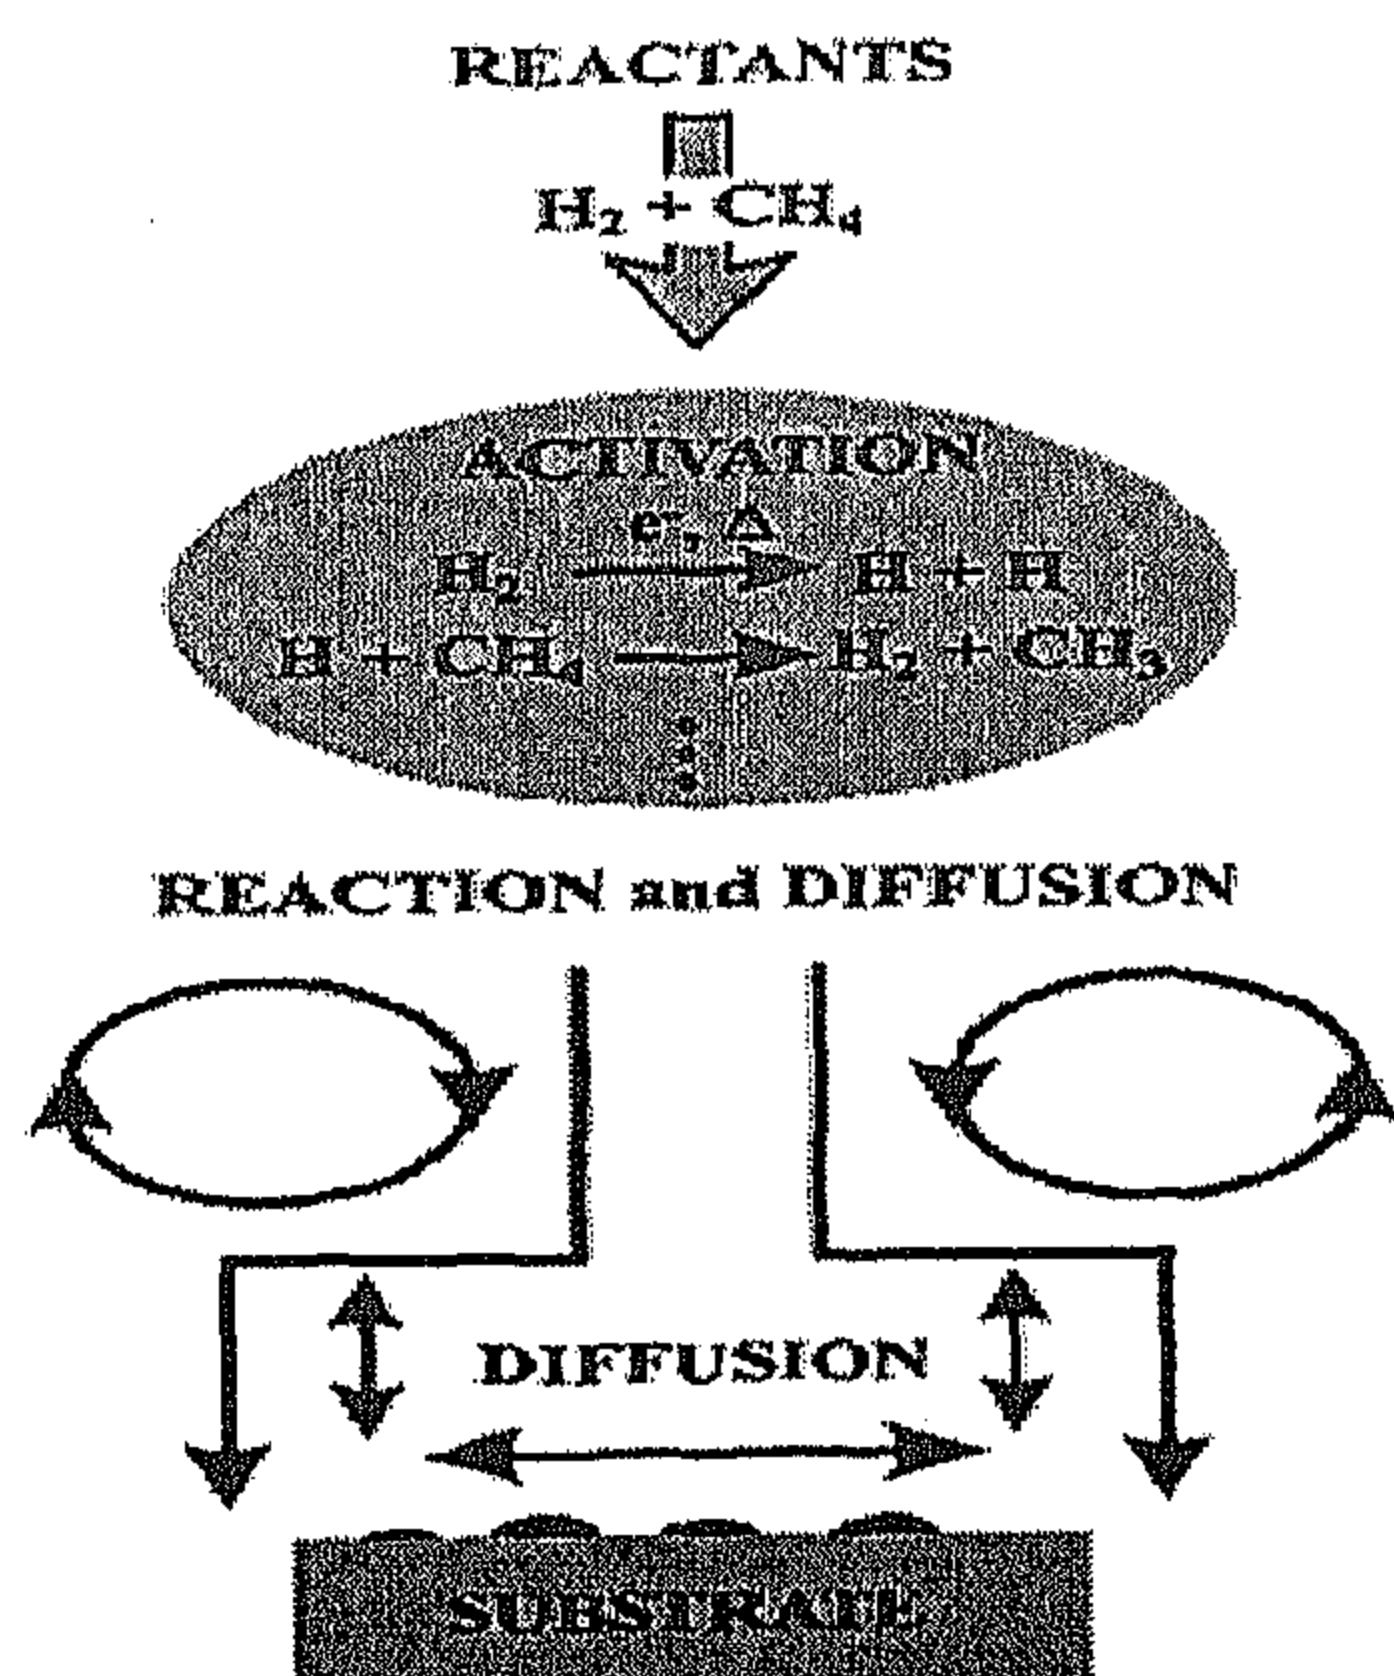 REACTANTS
H₂ + CH₄
ACTIVATION
e⁻, Δ
H₂ → H + H
H + CH₄ → H₂ + CH₃
REACTION and DIFFUSION
DIFFUSION
SUBSTRATE